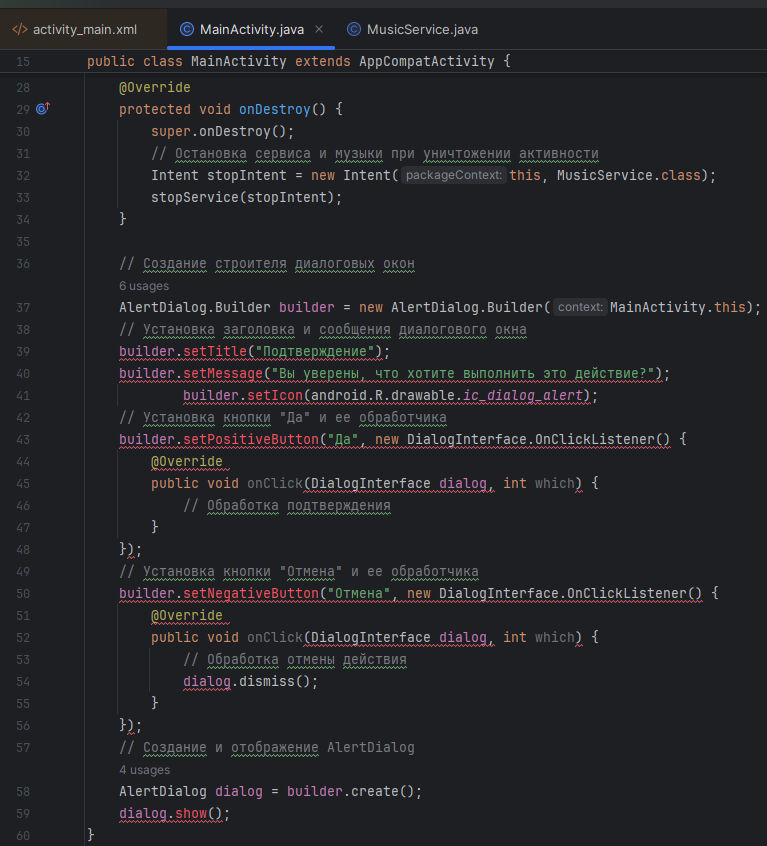 activity_main.xml MainActivity.java MusicService.java
15 public class MainActivity extends AppCompatActivity {
28 @Override
29 protected void onDestroy() {
30 super.onDestroy();
31 // Остановка сервиса и музыки при уничтожении активности
32 Intent stopIntent = new Intent( packageContext: this, MusicService.class);
33 stopService(stopIntent);
34 }
35
36 // Создание строителя диалоговых окон
6 usages
37 AlertDialog.Builder builder = new AlertDialog.Builder( context: MainActivity.this);
38 // Установка заголовка и сообщения диалогового окна
39 builder.setTitle("Подтверждение");
40 builder.setMessage("Вы уверены, что хотите выполнить это действие?");
41 builder.setIcon(android.R.drawable.ic_dialog_alert);
42 // Установка кнопки "Да" и ее обработчика
43 builder.setPositiveButton("Да", new DialogInterface.OnClickListener() {
44 @Override
45 public void onClick(DialogInterface dialog, int which) {
46 // Обработка подтверждения
47 }
48 });
49 // Установка кнопки "Отмена" и ее обработчика
50 builder.setNegativeButton("Отмена", new DialogInterface.OnClickListener() {
51 @Override
52 public void onClick(DialogInterface dialog, int which) {
53 // Обработка отмены действия
54 dialog.dismiss();
55 }
56 });
57 // Создание и отображение AlertDialog
4 usages
58 AlertDialog dialog = builder.create();
59 dialog.show();
60 }